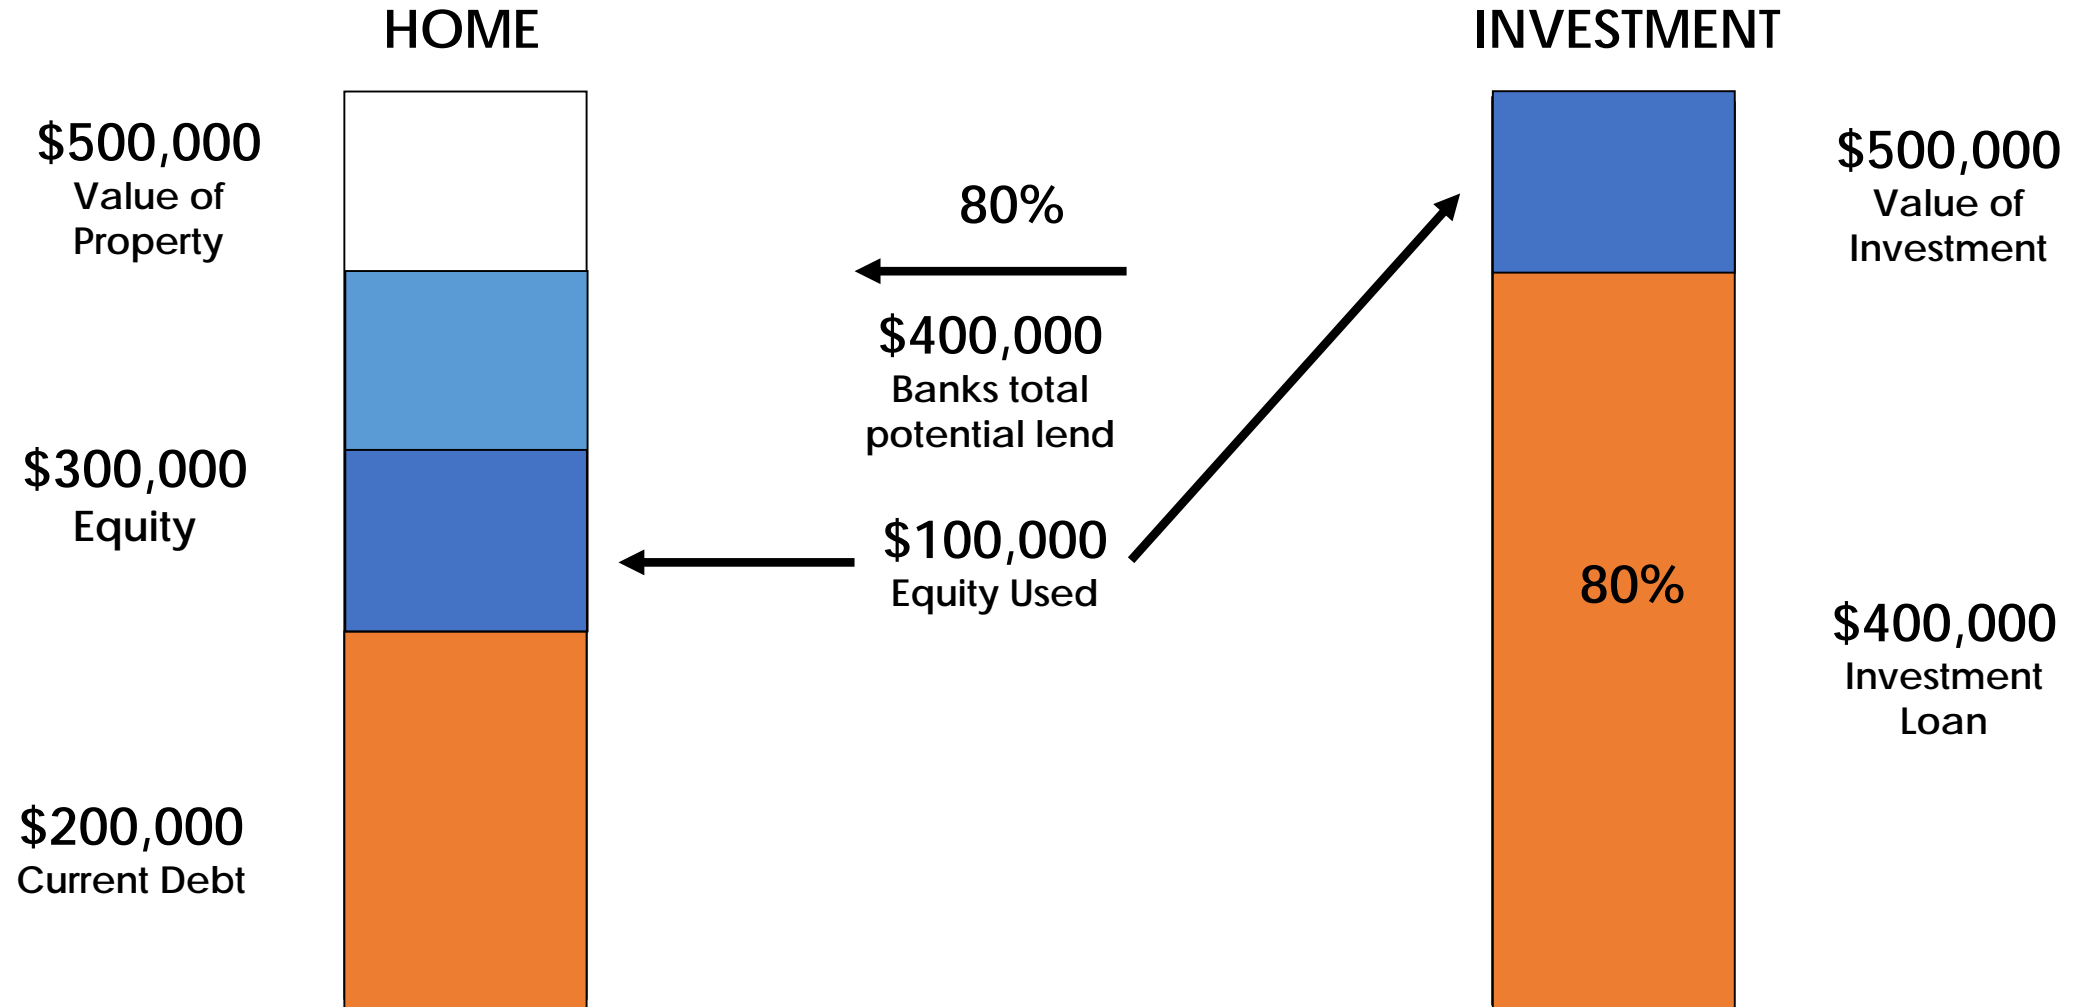 HOME
INVESTMENT
$500,000
Value of
Property
$300,000
Equity
$200,000
Current Debt
80%
$400,000
Banks total
potential lend
$100,000
Equity Used
80%
$500,000
Value of
Investment
$400,000
Investment
Loan